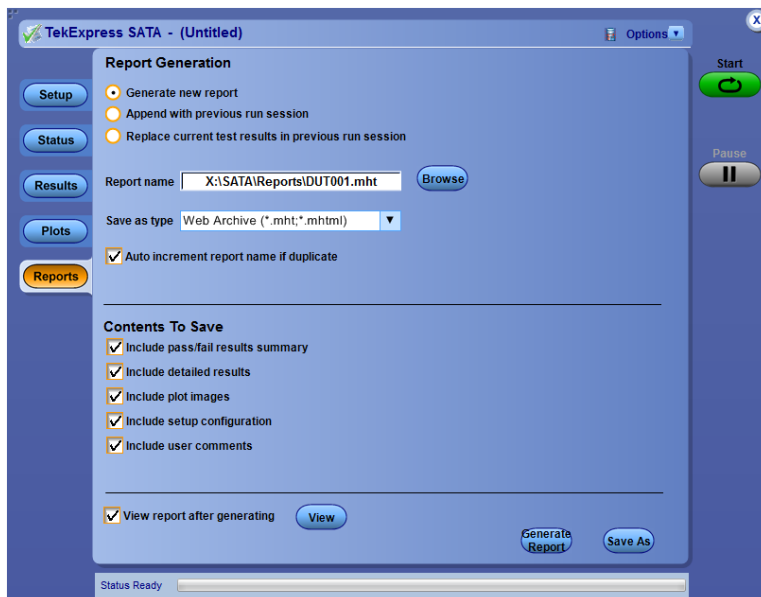 TekExpress SATA - (Untitled)
Options
X
Start
Pause
Setup
Status
Results
Plots
Reports
Report Generation
Generate new report
Append with previous run session
Replace current test results in previous run session
Report name X:\SATA\Reports\DUT001.mht Browse
Save as type Web Archive (*.mht;*.mhtml)
Auto increment report name if duplicate
Contents To Save
Include pass/fail results summary
Include detailed results
Include plot images
Include setup configuration
Include user comments
View report after generating View
Generate
Report
Save As
Status Ready